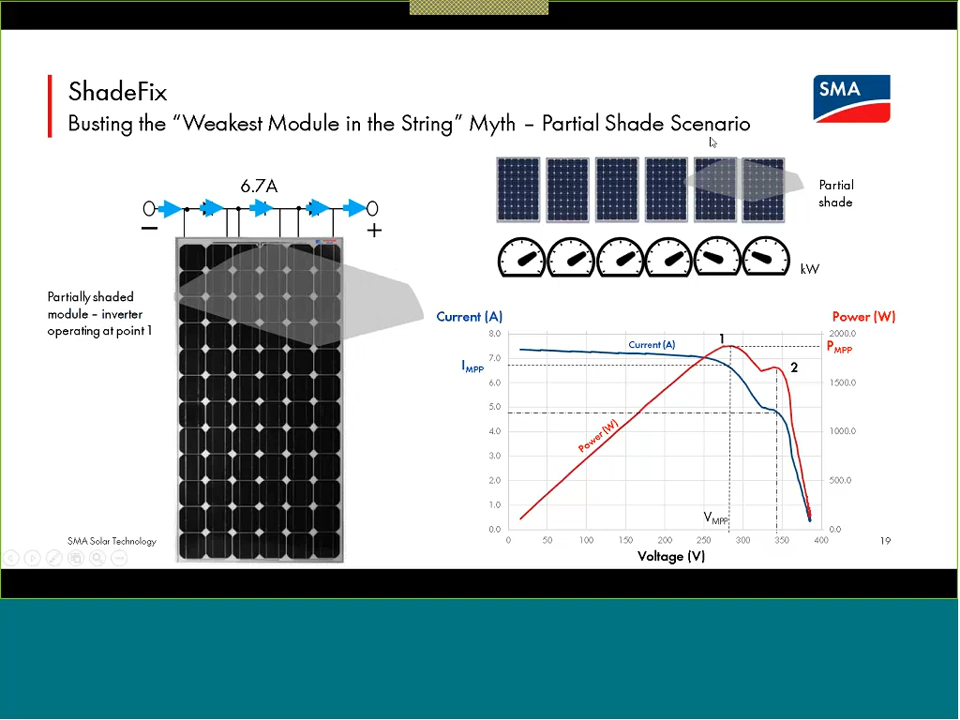 ShadeFix
Busting the “Weakest Module in the String” Myth – Partial Shade Scenario
SMA
6.7A
Partially shaded
module – inverter
operating at point 1
Partial
shade
kW
Current (A)
Power (W)
8.0
7.0
6.0
5.0
4.0
3.0
2.0
1.0
0.0
IMPP
Current (A)
Power (W)
1
2
VMPP
2000.0
PMPP
1500.0
1000.0
500.0
0.0
0 50 100 150 200 250 300 350 400
Voltage (V)
SMA Solar Technology
19